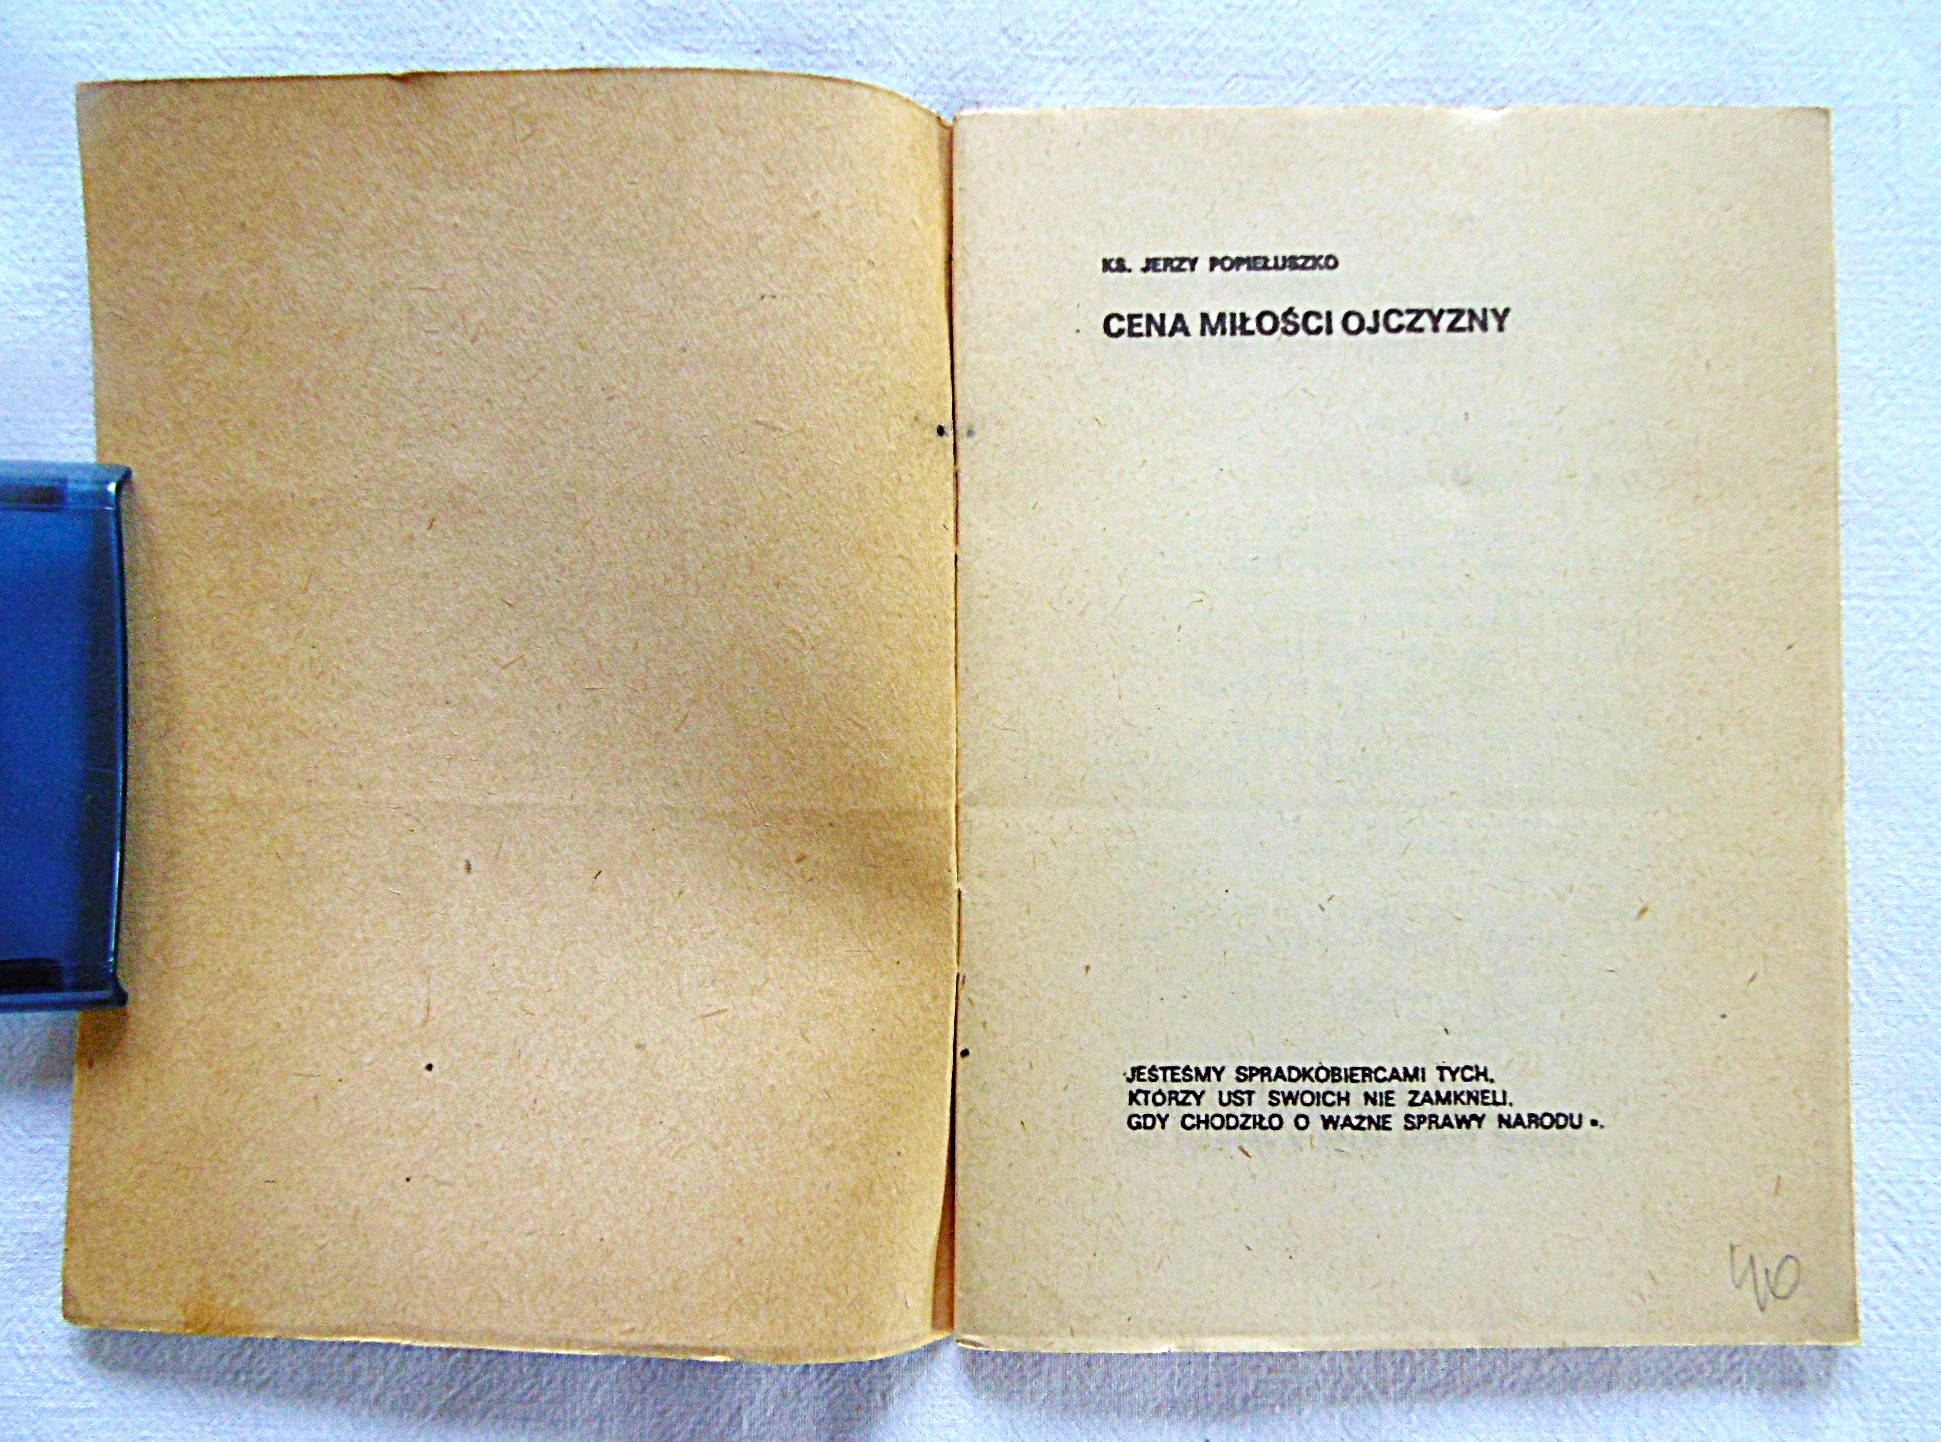 KS. JERZY POPIEŁUSZKO
CENA MIŁOŚCI OJCZYZNY
JESTEŚMY SPRADKOBIERCAMI TYCH,
KTÓRZY UST SWOICH NIE ZAMKNELI,
GDY CHODZIŁO O WAŻNE SPRAWY NARODU".
40